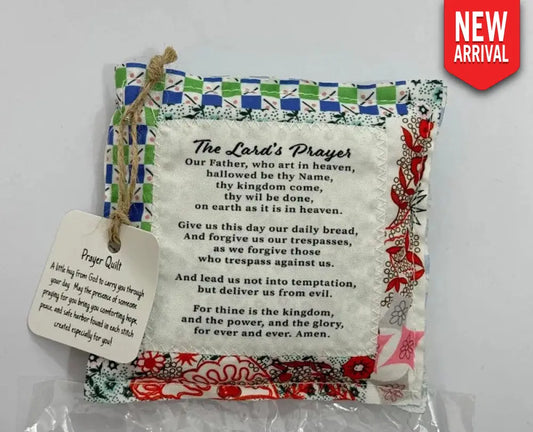 NEW
ARRIVAL
The Lard's Prayer
Our Father, who art in heaven,
hallowed be thy Name,
thy kingdom come,
thy wil be done,
on earth as it is in heaven.
Give us this day our daily bread,
And forgive us our trespasses,
as we forgive those
who trespass against us.
And lead us not into temptation,
but deliver us from evil.
For thine is the kingdom,
and the power, and the glory,
for ever and ever. Amen.
Prayer Quilt
A little hug from God to carry you through
your day. May the presence of someone
praying for you bring you comforting hope,
peace, and safe harbor found in each stitch
created especially for you!